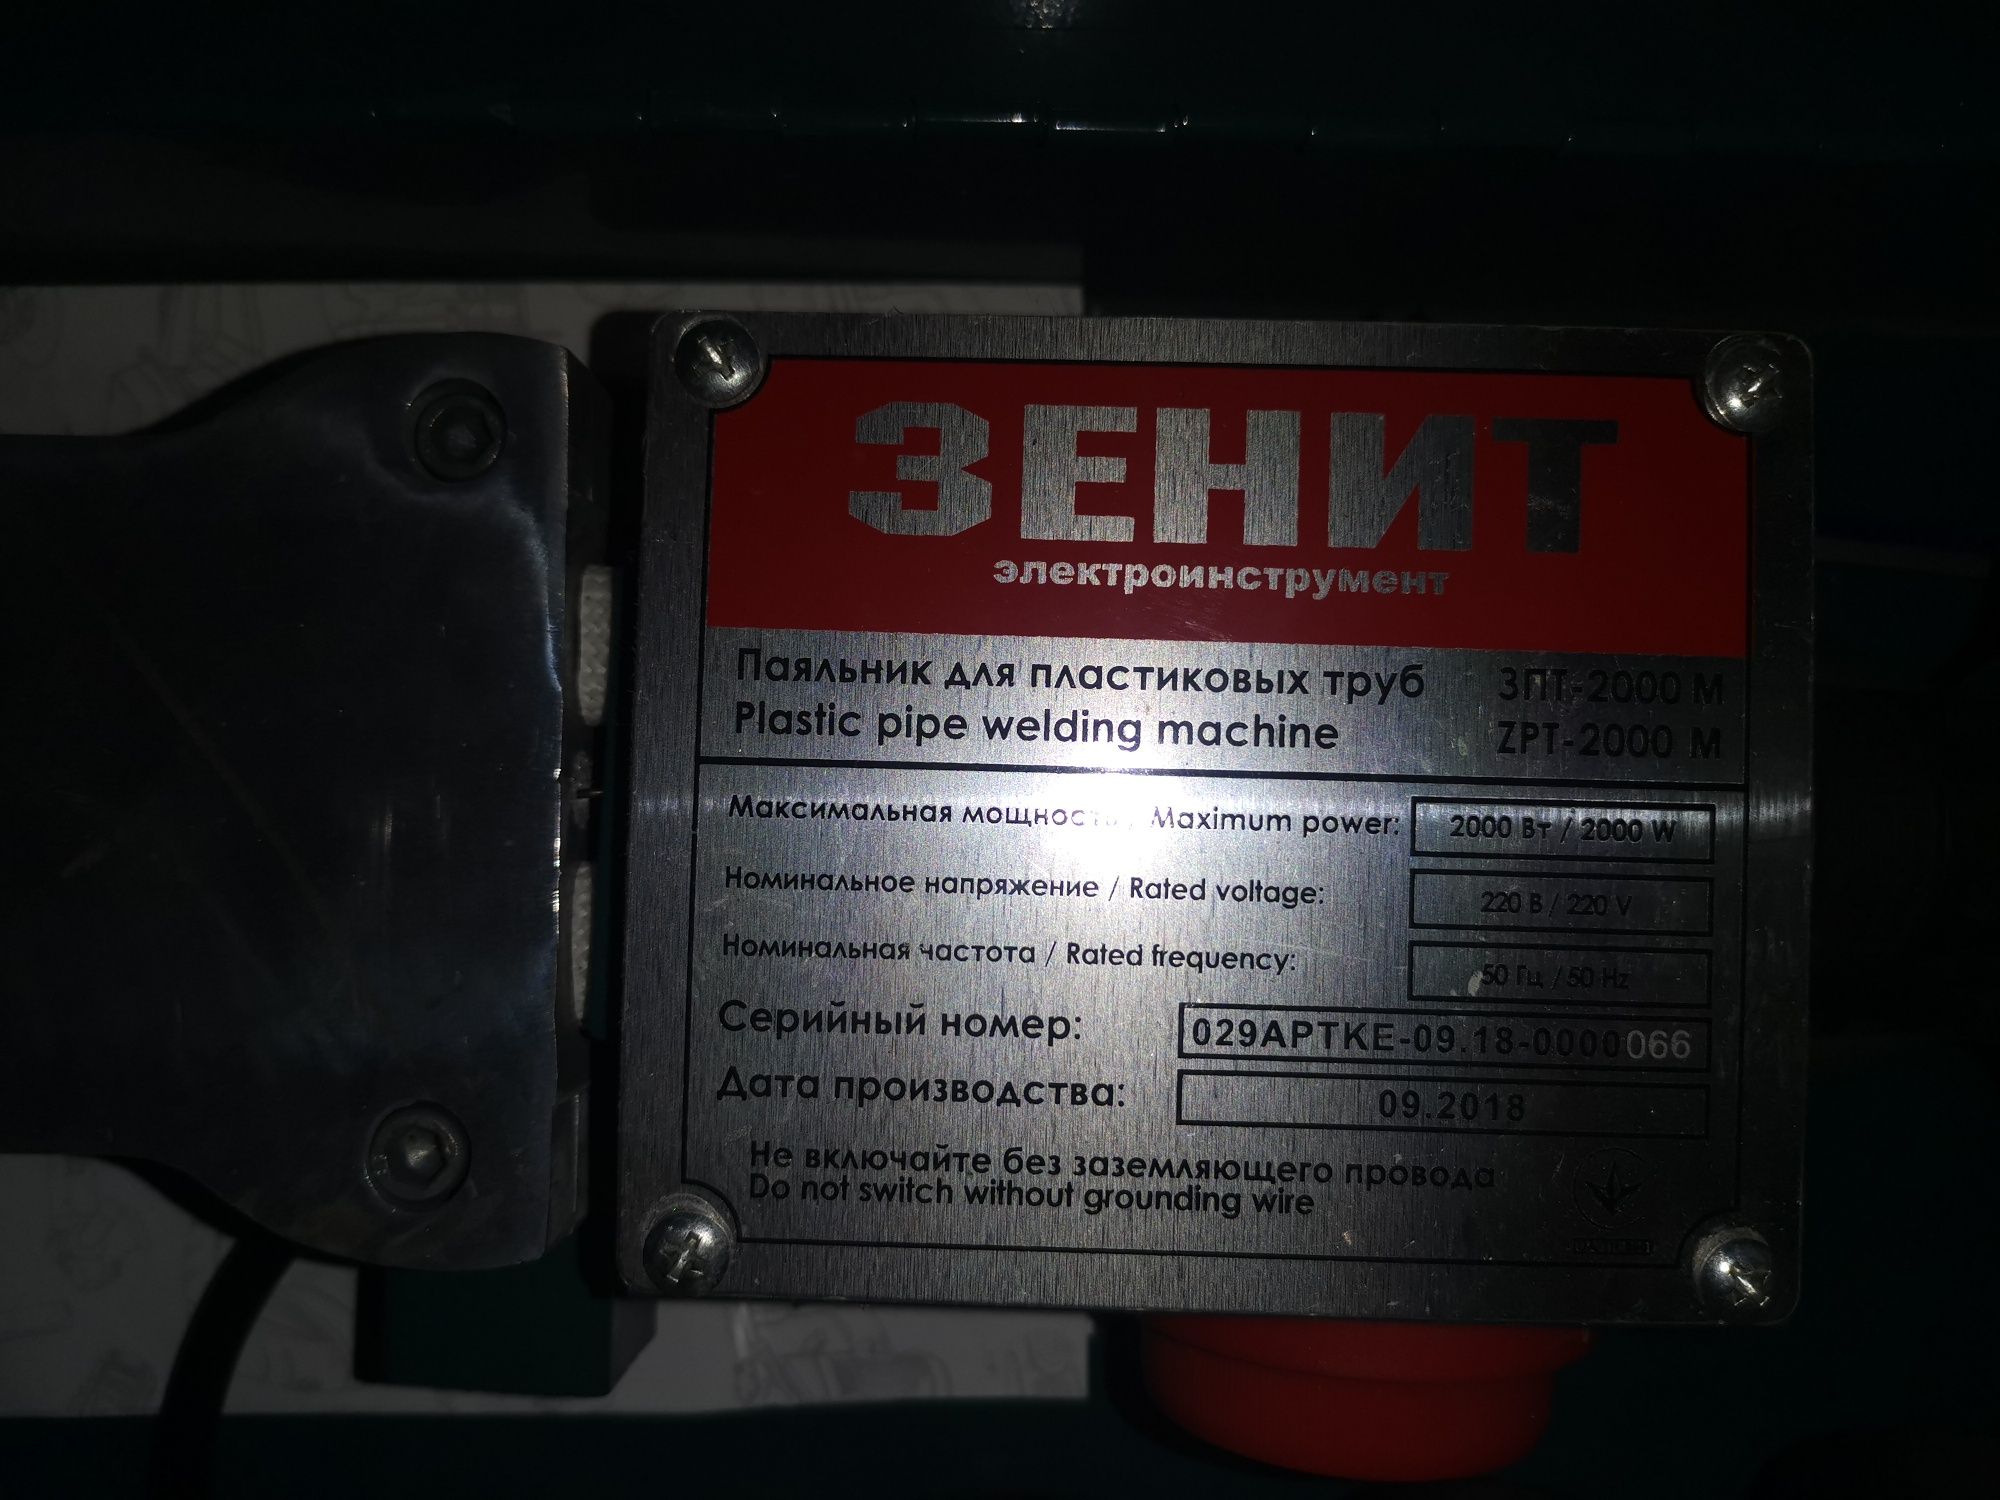 ЗЕНИТ
электроинструмент
Паяльник для пластиковых труб ЗПТ-2000 М
Plastic pipe welding machine ZPT-2000 M
Максимальная мощность / Maximum power: 2000 Вт / 2000 W
Номинальное напряжение / Rated voltage: 220 В / 220 V
Номинальная частота / Rated frequency: 50 Гц / 50 Hz
Серийный номер: 029APTKE-09.18-0000066
Дата производства: 09.2018
Не включайте без заземляющего провода
Do not switch without grounding wire